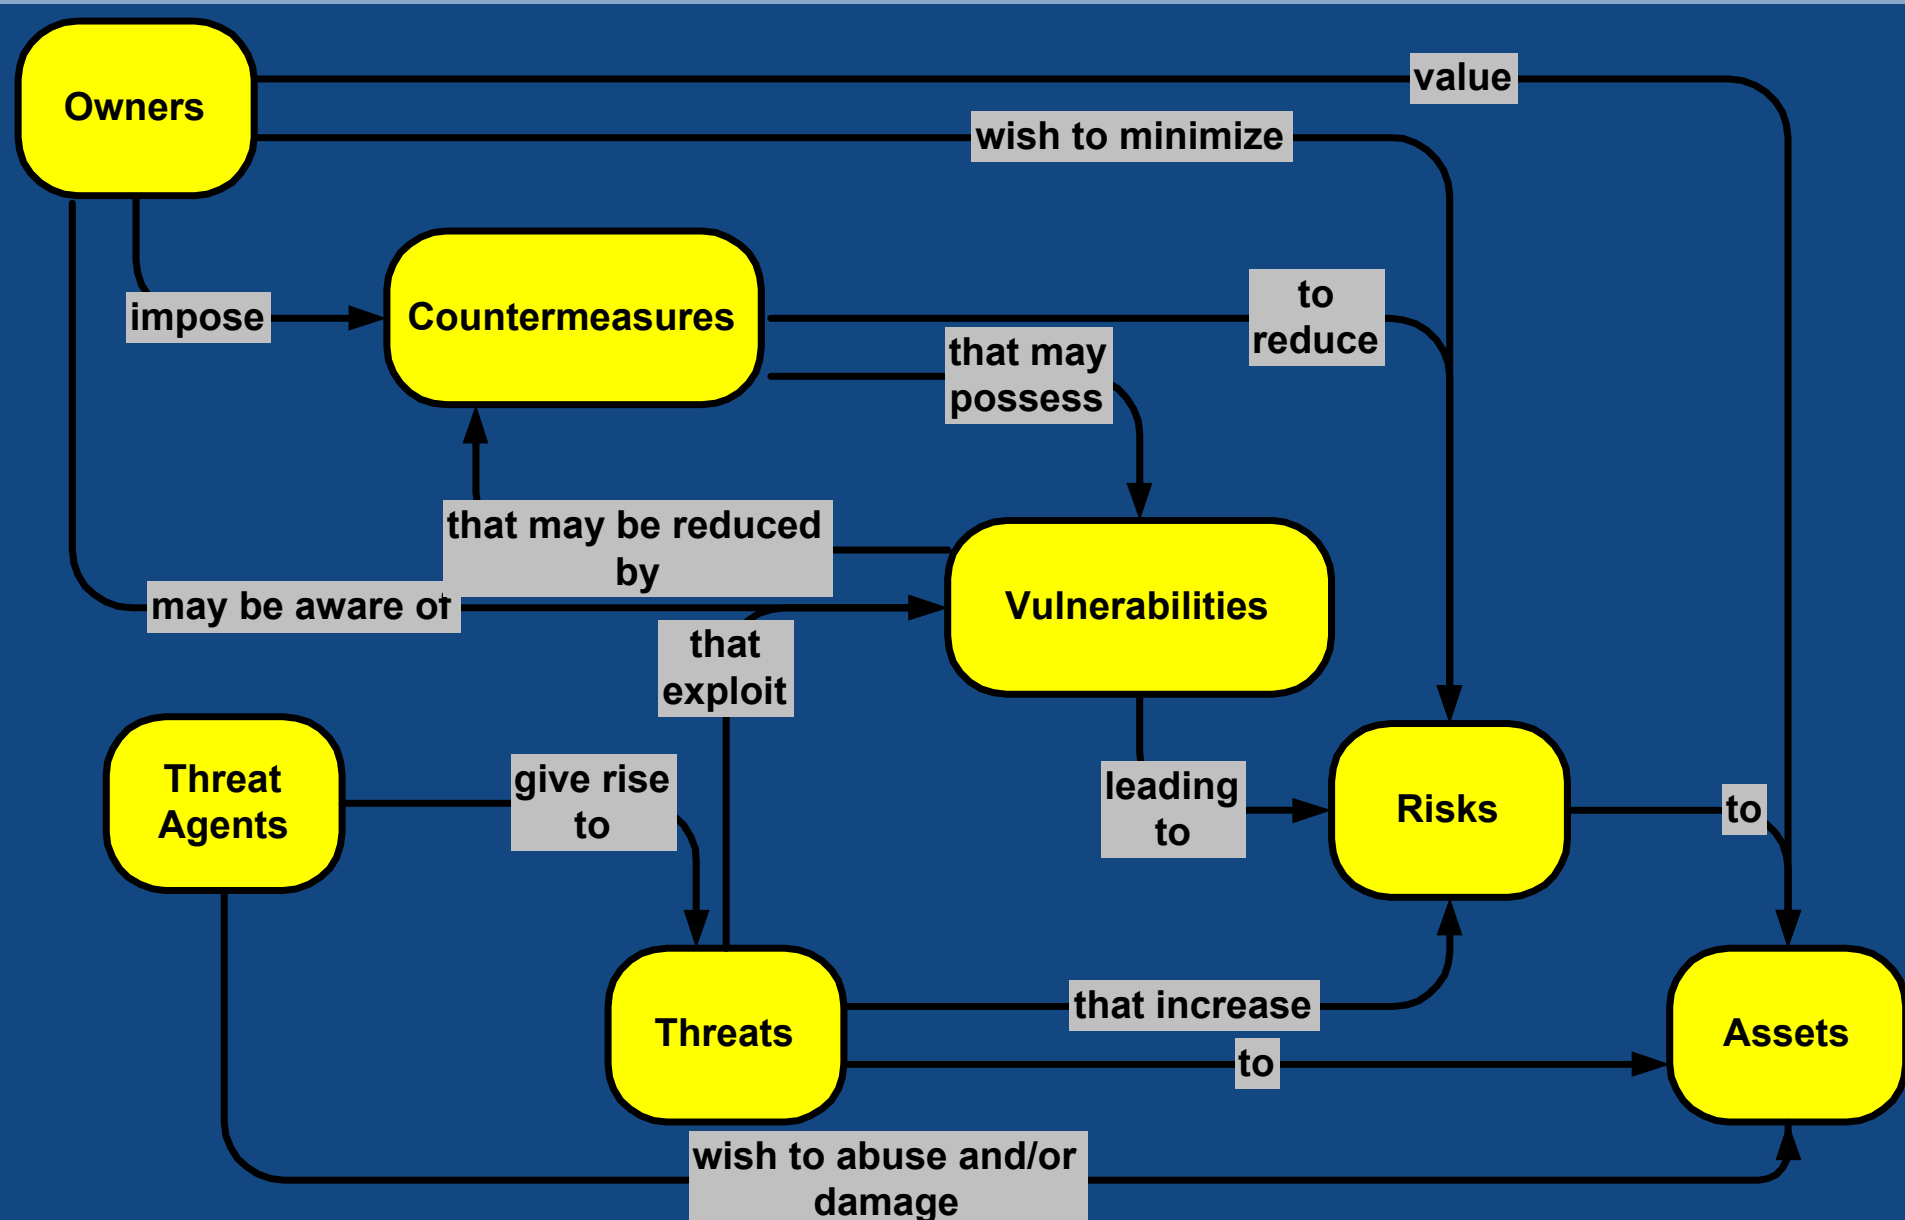 Owners
value
wish to minimize
impose
Countermeasures
to
reduce
that may
possess
that may be reduced
by
may be aware of
Vulnerabilities
that
exploit
Threat
Agents
give rise
to
leading
to
Risks
to
Threats
that increase
to
Assets
wish to abuse and/or
damage